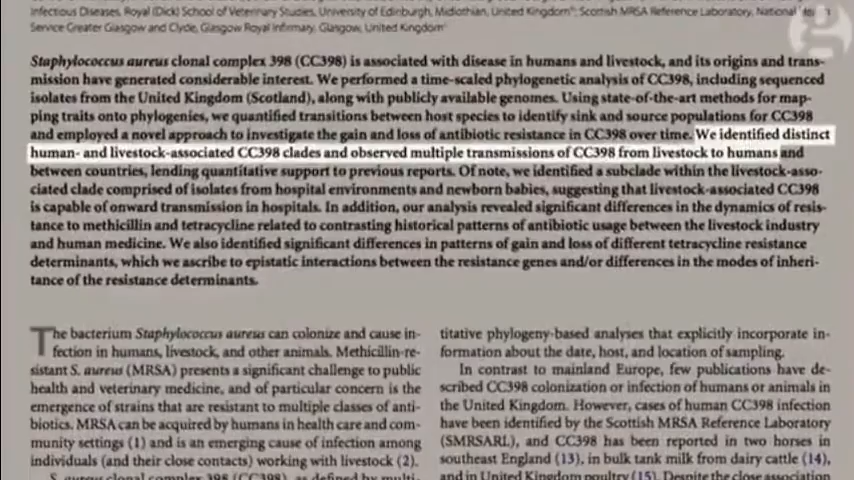 Infectious Diseases, Royal (Dick) School of Veterinary Studies, University of Edinburgh, Midlothian, United Kingdom; Scottish MRSA Reference Laboratory, National
Service Greater Glasgow and Clyde, Glasgow Royal Infirmary, Glasgow, United Kingdom
Staphylococcus aureus clonal complex 398 (CC398) is associated with disease in humans and livestock, and its origins and trans-
mission have generated considerable interest. We performed a time-scaled phylogenetic analysis of CC398, including sequenced
isolates from the United Kingdom (Scotland), along with publicly available genomes. Using state-of-the-art methods for map-
ping traits onto phylogenies, we quantified transitions between host species to identify sink and source populations for CC398
and employed a novel approach to investigate the gain and loss of antibiotic resistance in CC398 over time. We identified distinct
human- and livestock-associated CC398 clades and observed multiple transmissions of CC398 from livestock to humans and
between countries, lending quantitative support to previous reports. Of note, we identified a subclade within the livestock-asso-
ciated clade comprised of isolates from hospital environments and newborn babies, suggesting that livestock-associated CC398
is capable of onward transmission in hospitals. In addition, our analysis revealed significant differences in the dynamics of resis-
tance to methicillin and tetracycline related to contrasting historical patterns of antibiotic usage between the livestock industry
and human medicine. We also identified significant differences in patterns of gain and loss of different tetracycline resistance
determinants, which we ascribe to epistatic interactions between the resistance genes and/or differences in the modes of inheri-
tance of the resistance determinants.
The bacterium Staphylococcus aureus can colonize and cause in-
fection in humans, livestock, and other animals. Methicillin-re-
sistant S. aureus (MRSA) presents a significant challenge to public
health and veterinary medicine, and of particular concern is the
emergence of strains that are resistant to multiple classes of anti-
biotics. MRSA can be acquired by humans in health care and com-
munity settings (1) and is an emerging cause of infection among
individuals (and their close contacts) working with livestock (2).
S. aureus clonal complex 398 (CC398), as defined by multi-
titative phylogeny-based analyses that explicitly incorporate in-
formation about the date, host, and location of sampling.
In contrast to mainland Europe, few publications have de-
scribed CC398 colonization or infection of humans or animals in
the United Kingdom. However, cases of human CC398 infection
have been identified by the Scottish MRSA Reference Laboratory
(SMRSARL), and CC398 has been reported in two horses in
southeast England (13), in bulk tank milk from dairy cattle (14),
and in United Kingdom poultry (15). Despite the close association